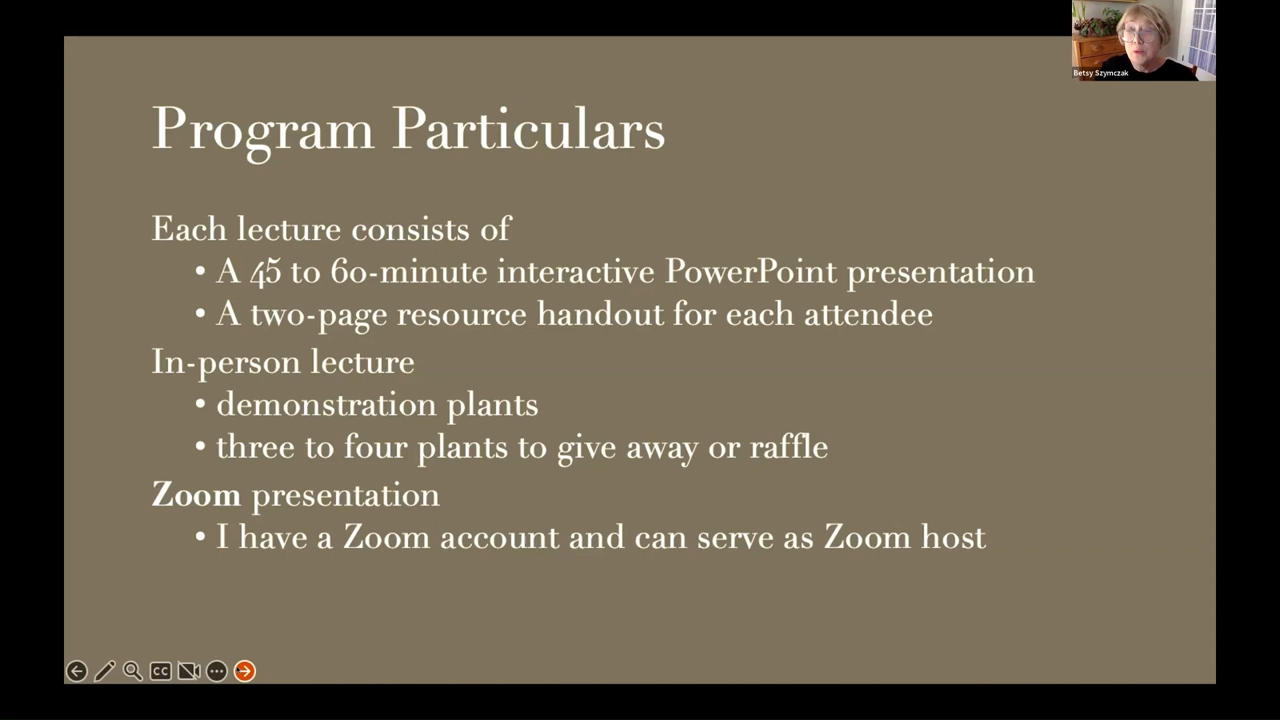 Betsy Szymczak
Program Particulars
Each lecture consists of
• A 45 to 60-minute interactive PowerPoint presentation
• A two-page resource handout for each attendee
In-person lecture
• demonstration plants
• three to four plants to give away or raffle
Zoom presentation
• I have a Zoom account and can serve as Zoom host
CC